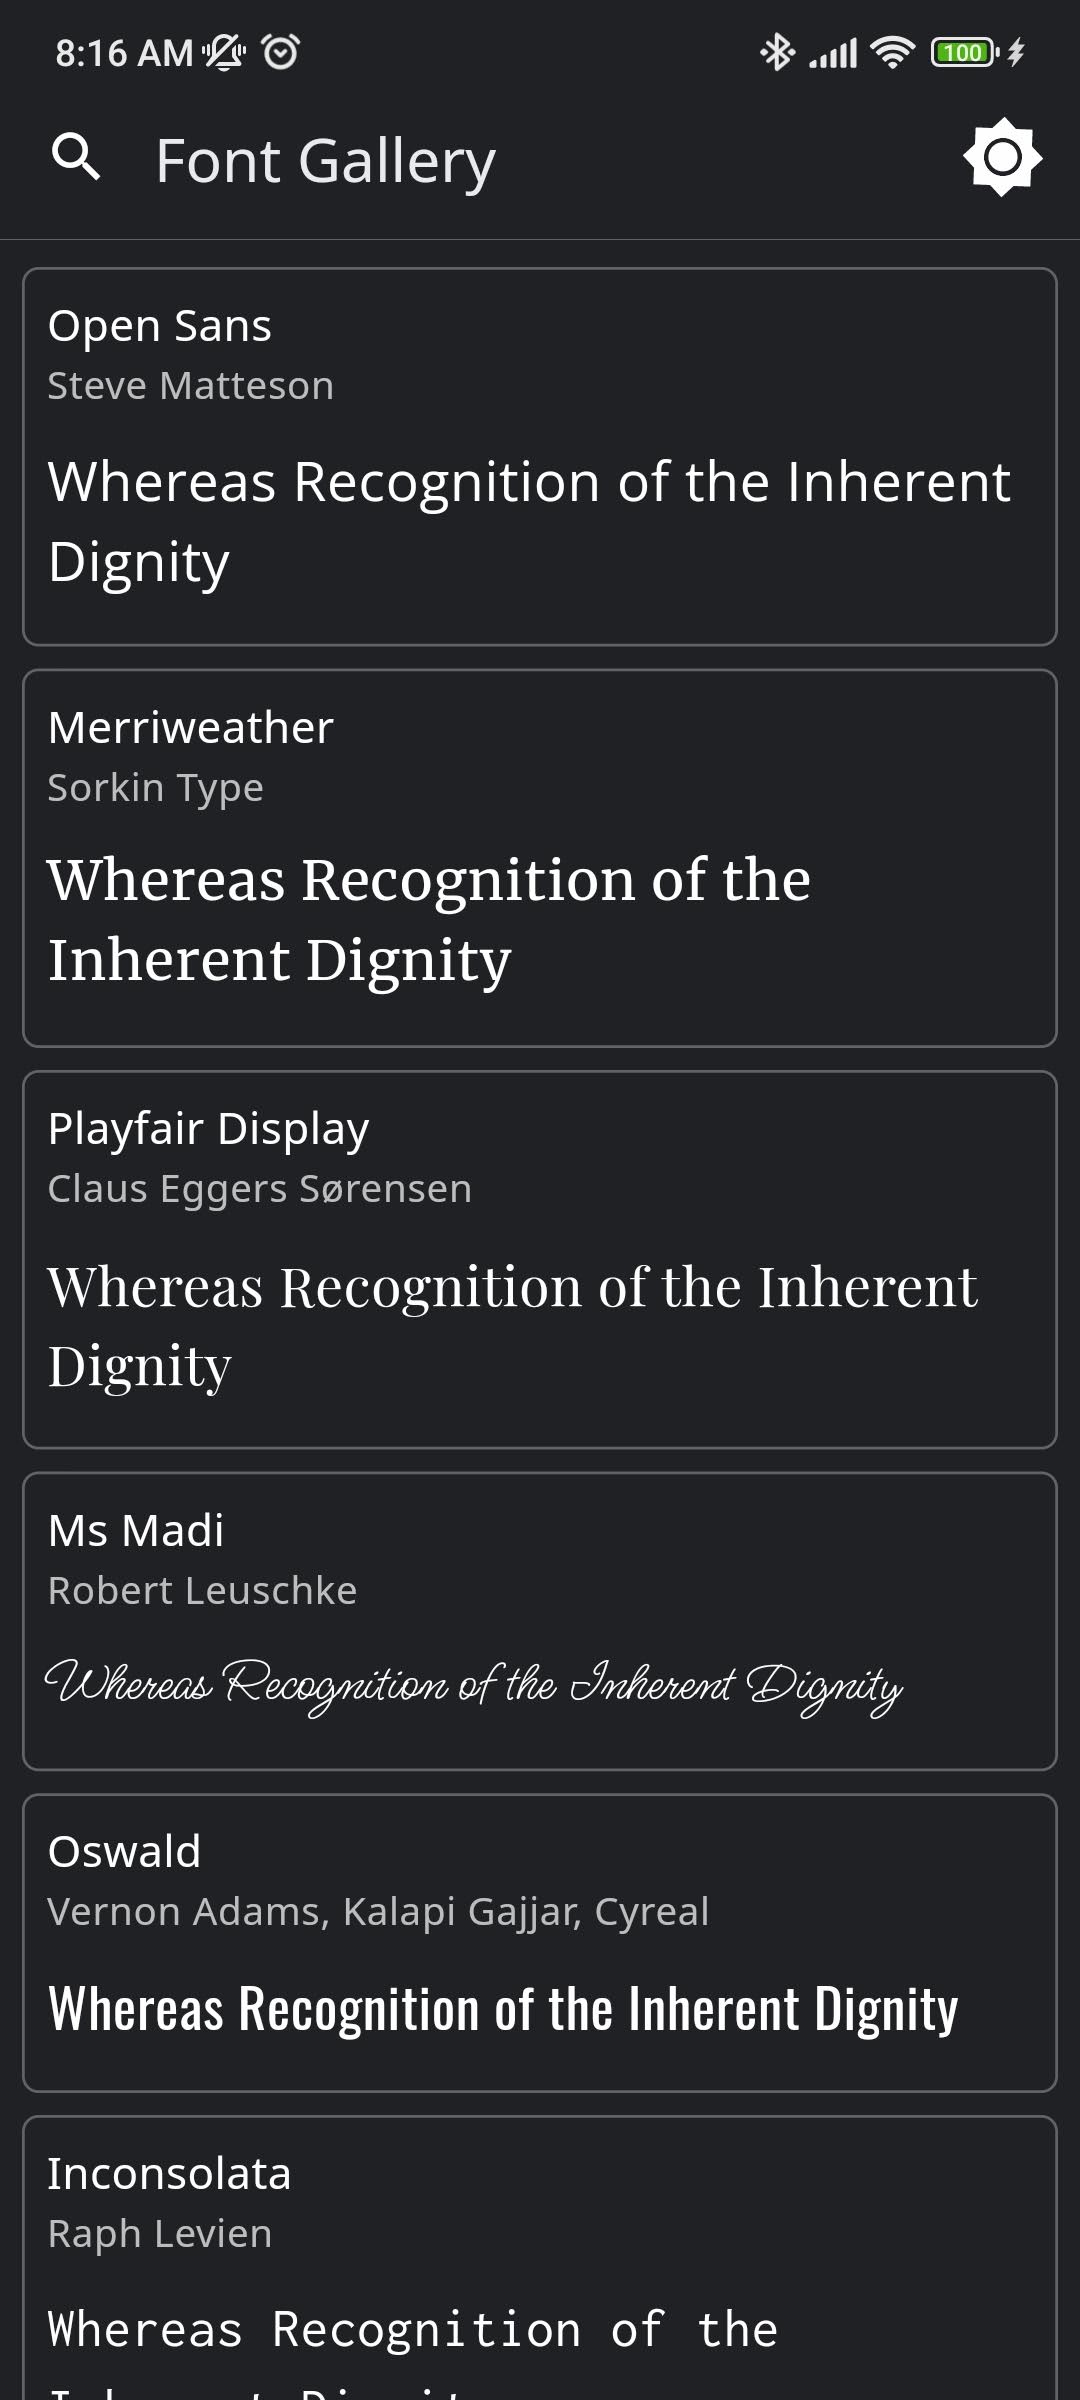 8:16 AM
100
Font Gallery
Open Sans
Steve Matteson
Whereas Recognition of the Inherent
Dignity
Merriweather
Sorkin Type
Whereas Recognition of the
Inherent Dignity
Playfair Display
Claus Eggers Sørensen
Whereas Recognition of the Inherent
Dignity
Ms Madi
Robert Leuschke
Whereas Recognition of the Inherent Dignity
Oswald
Vernon Adams, Kalapi Gajjar, Cyreal
Whereas Recognition of the Inherent Dignity
Inconsolata
Raph Levien
Whereas Recognition of the